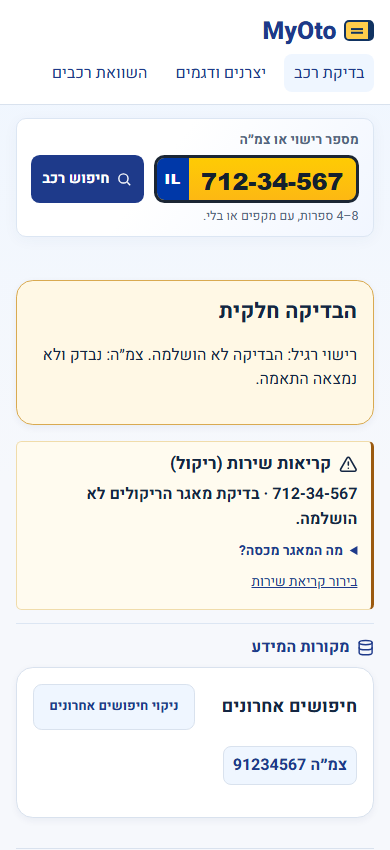 MyOto
בדיקת רכב
יצרנים ודגמים
השוואת רכבים
מספר רישוי או צמ״ה
IL 712-34-567
חיפוש רכב
4–8 ספרות, עם מקפים או בלי.
הבדיקה חלקית
רישוי רגיל: הבדיקה לא הושלמה. צמ״ה: נבדק ולא
נמצאה התאמה.
קריאות שירות (ריקול)
712-34-567 · בדיקת מאגר הריקולים לא
הושלמה.
מה המאגר מכסה?
בירור קריאת שירות
מקורות המידע
חיפושים אחרונים
ניקוי חיפושים אחרונים
צמ״ה 91234567